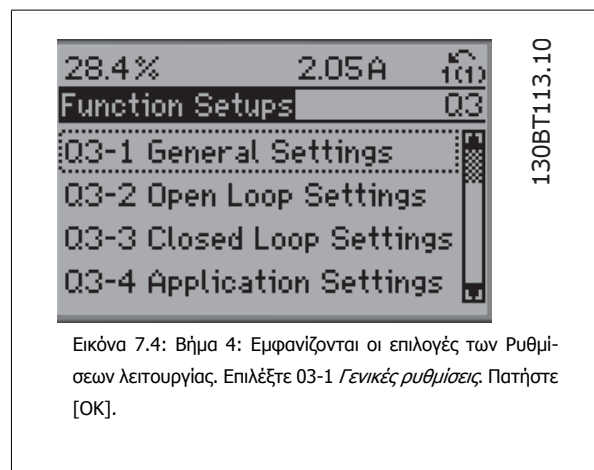 28.4% 2.05A 1(1)
Function Setups Q3
Q3-1 General Settings
Q3-2 Open Loop Settings
Q3-3 Closed Loop Settings
Q3-4 Application Settings
130BT113.10
Εικόνα 7.4: Βήμα 4: Εμφανίζονται οι επιλογές των Ρυθμί-
σεων λειτουργίας. Επιλέξτε 03-1 Γενικές ρυθμίσεις. Πατήστε
[OK].